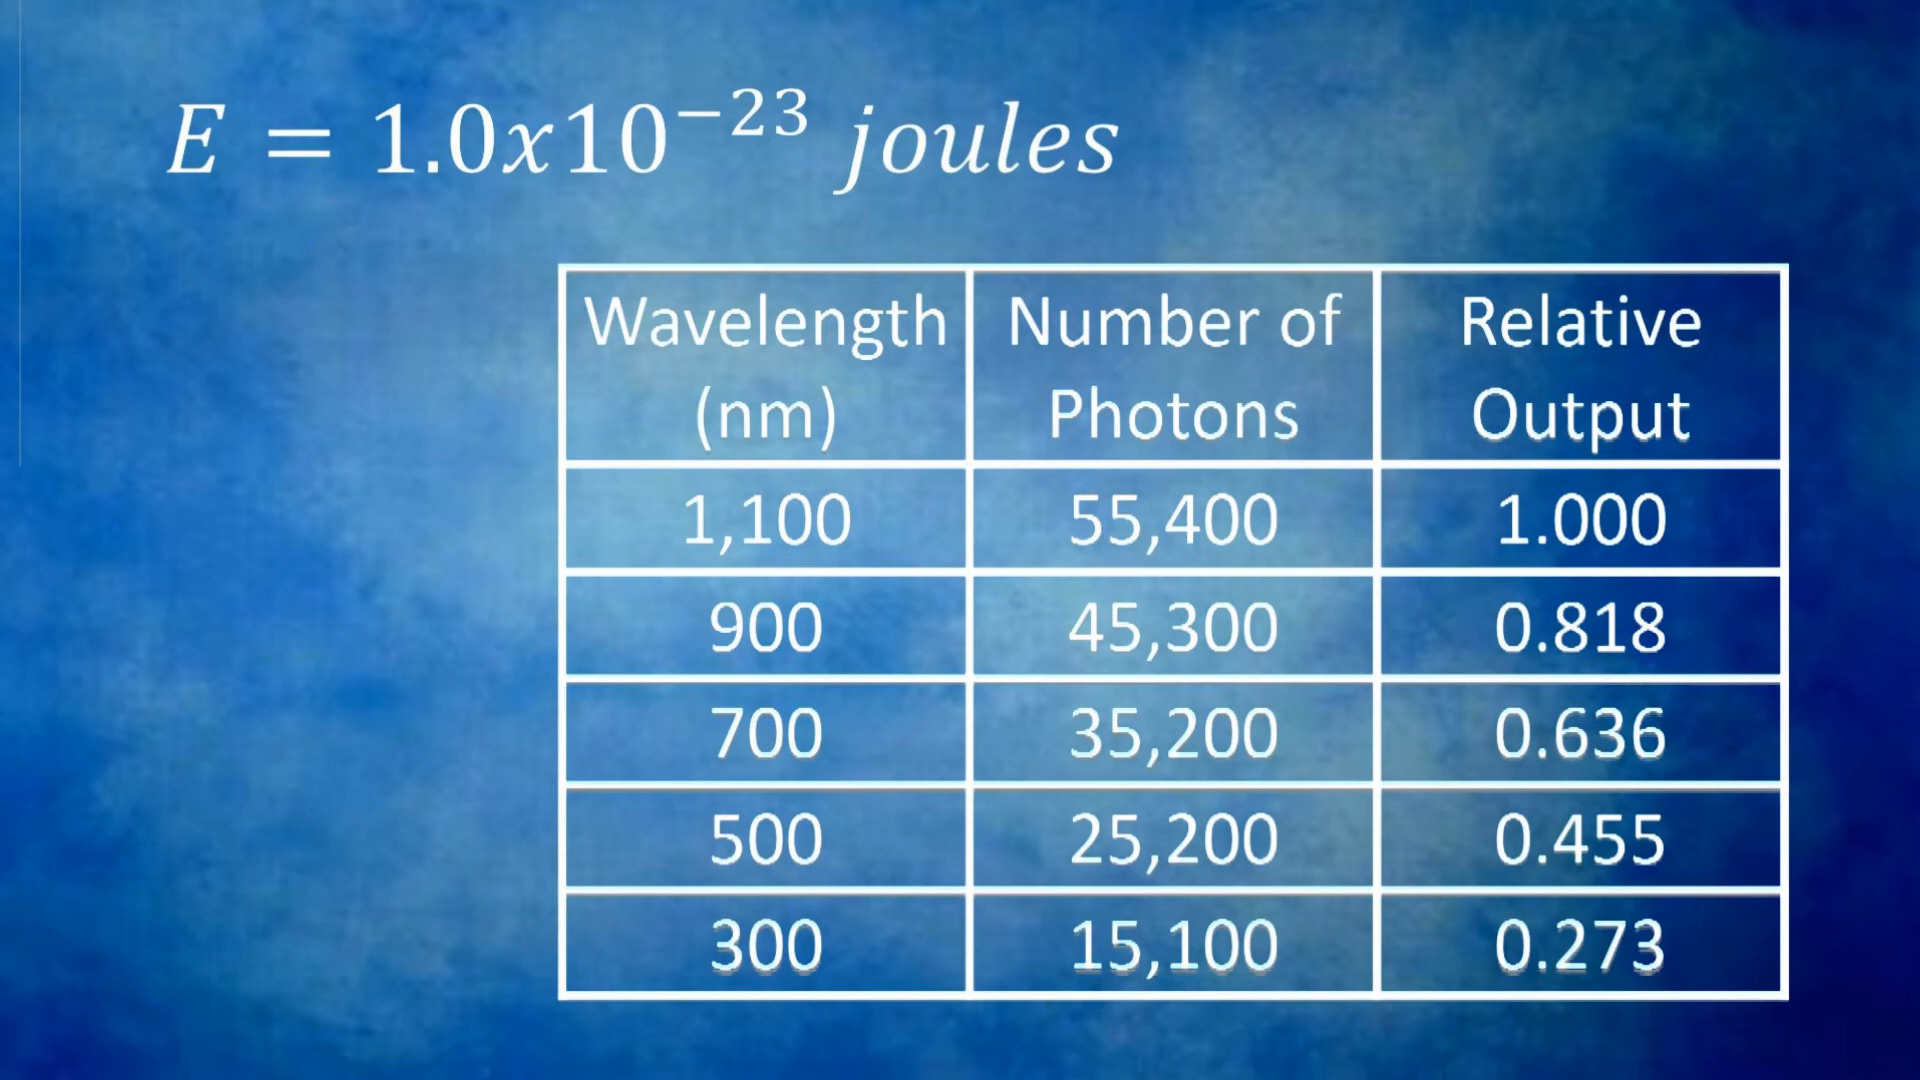 E = 1.0x10⁻²³ joules
Wavelength (nm) Number of Photons Relative Output
1,100 55,400 1.000
900 45,300 0.818
700 35,200 0.636
500 25,200 0.455
300 15,100 0.273